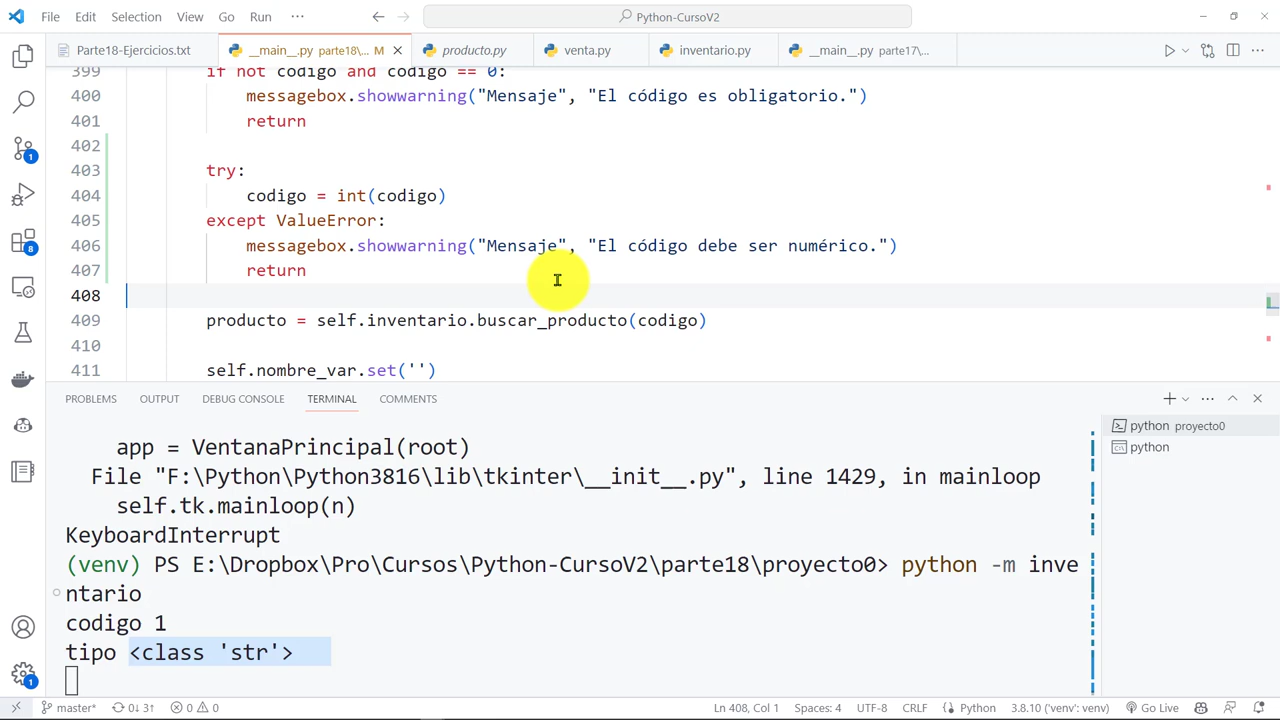 File Edit Selection View Go Run ··· Python-CursoV2
Parte18-Ejercicios.txt __main__.py parte18\... M producto.py venta.py inventario.py __main__.py parte17\...
399 if not codigo and codigo == 0:
400 messagebox.showwarning("Mensaje", "El código es obligatorio.")
401 return
402
403 try:
404 codigo = int(codigo)
405 except ValueError:
406 messagebox.showwarning("Mensaje", "El código debe ser numérico.")
407 return
408
409 producto = self.inventario.buscar_producto(codigo)
410
411 self.nombre_var.set('')
PROBLEMS OUTPUT DEBUG CONSOLE TERMINAL COMMENTS
app = VentanaPrincipal(root)
File "F:\Python\Python3816\lib\tkinter\__init__.py", line 1429, in mainloop
self.tk.mainloop(n)
KeyboardInterrupt
(venv) PS E:\Dropbox\Pro\Cursos\Python-CursoV2\parte18\proyecto0> python -m inve
ntario
codigo 1
tipo <class 'str'>
python proyecto0
python
1
8
1
master* 0↓ 3↑ 0 0 Ln 408, Col 1 Spaces: 4 UTF-8 CRLF Python 3.8.10 ('venv': venv) Go Live